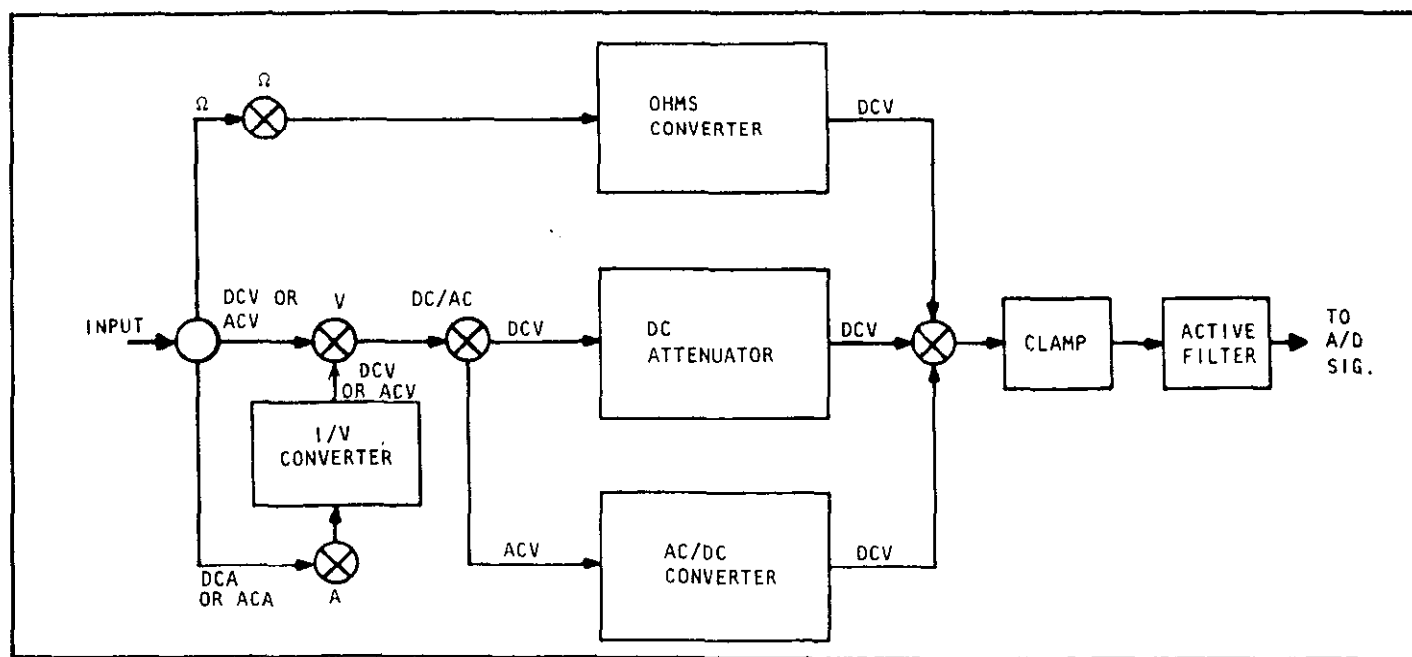 Ω
Ω
OHMS
CONVERTER
DCV
INPUT
DCV OR
ACV
V
DC/AC
DCV
DC
ATTENUATOR
DCV
CLAMP
ACTIVE
FILTER
TO
A/D
SIG.
DCV
OR ACV
I/V
CONVERTER
DCA
OR ACA
A
ACV
AC/DC
CONVERTER
DCV